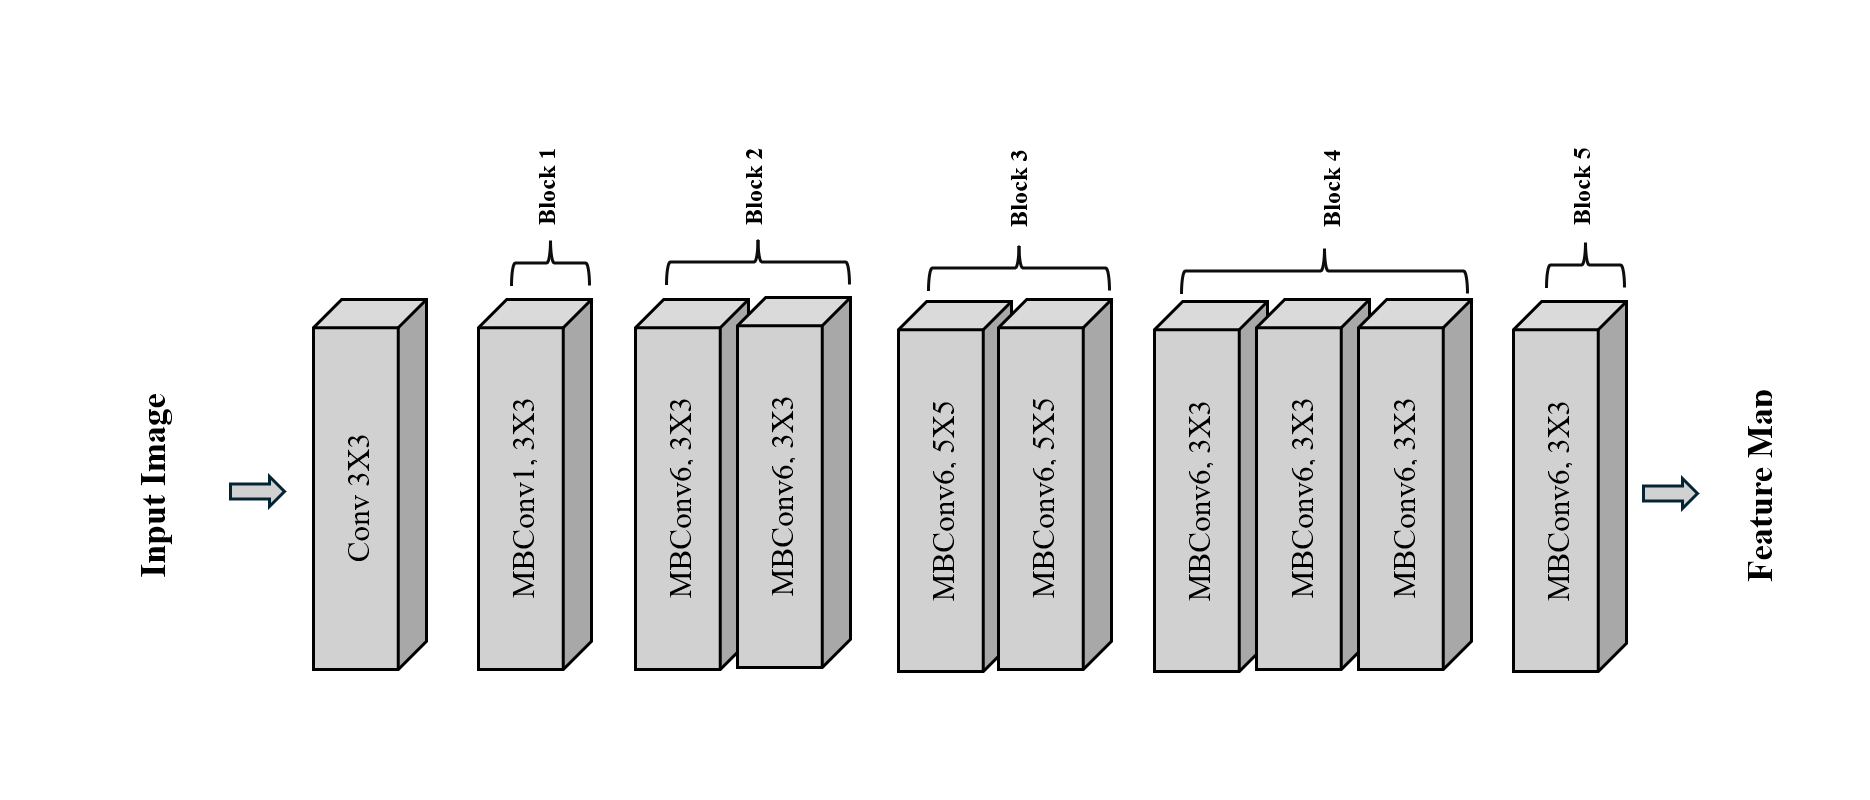 Input Image
Conv 3X3
Block 1
MBConv1, 3X3
Block 2
MBConv6, 3X3
MBConv6, 3X3
Block 3
MBConv6, 5X5
MBConv6, 5X5
Block 4
MBConv6, 3X3
MBConv6, 3X3
MBConv6, 3X3
Block 5
MBConv6, 3X3
Feature Map